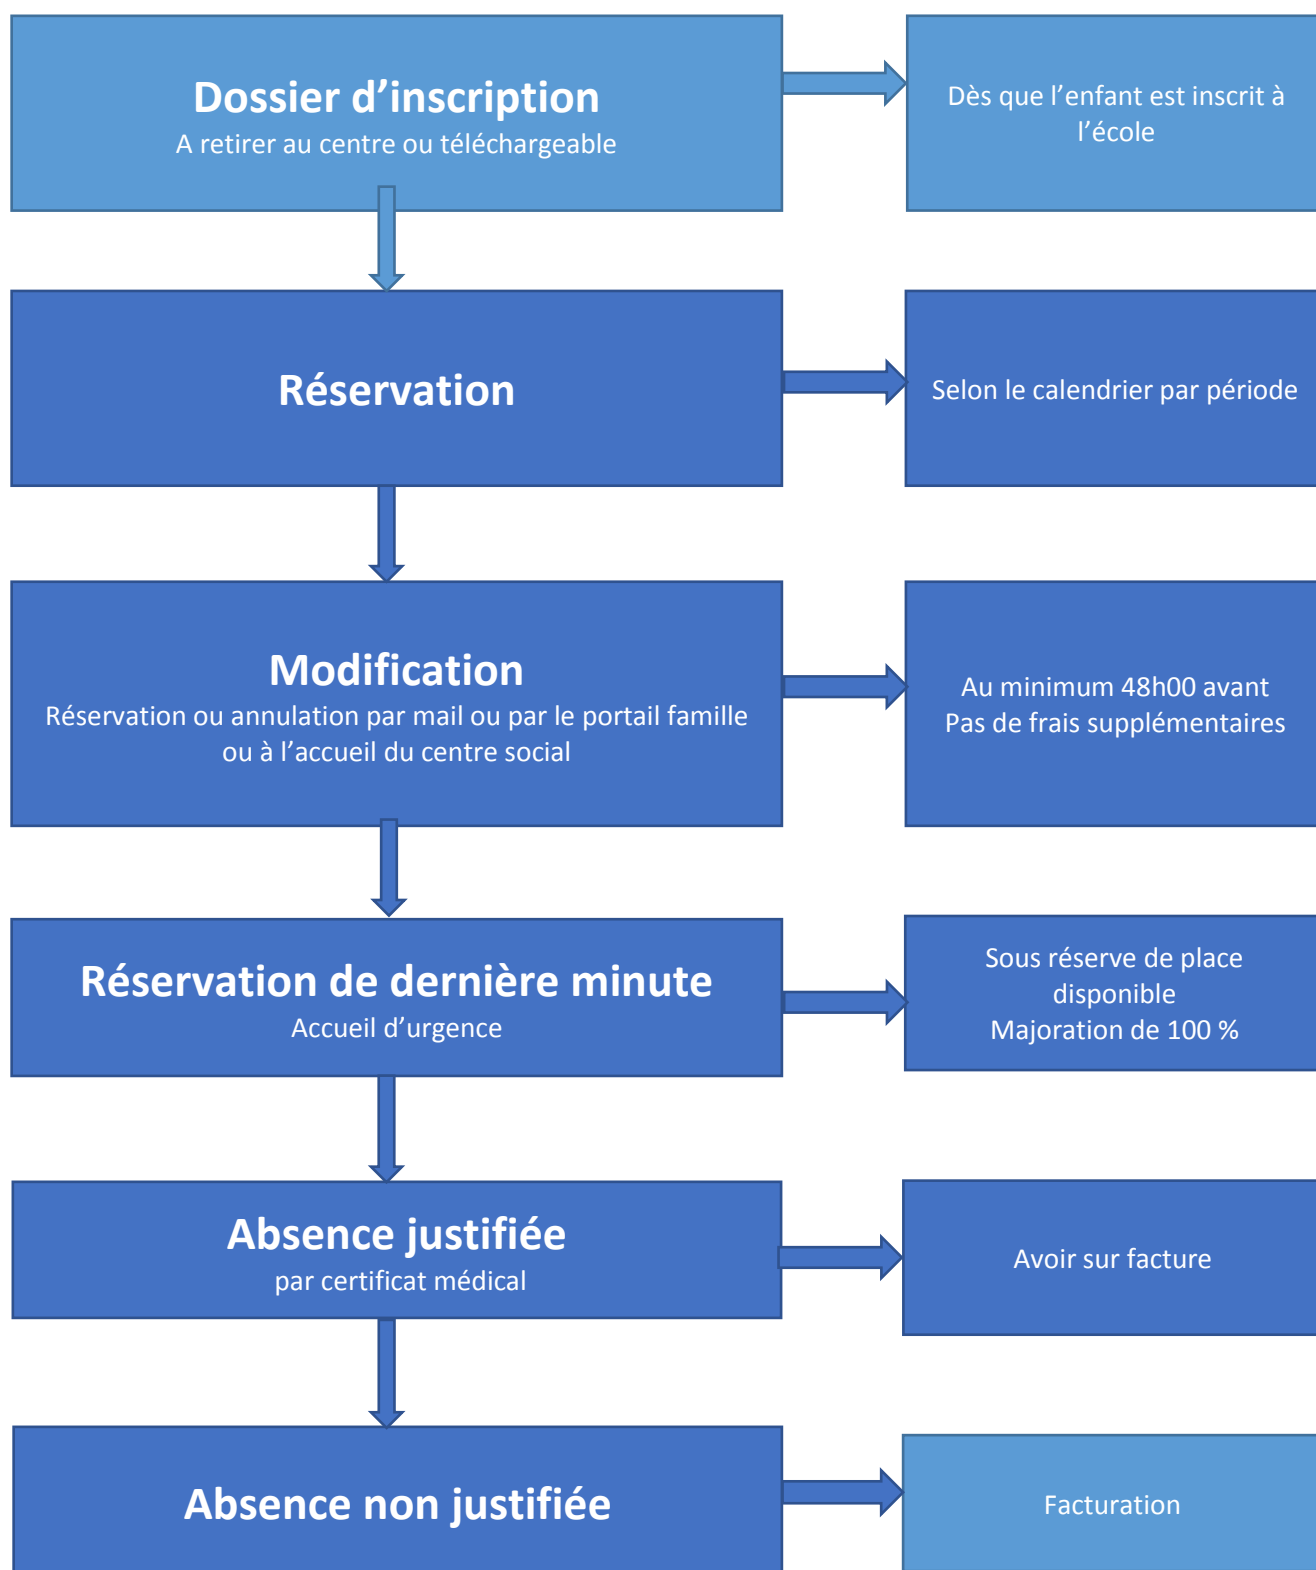 Dossier d’inscription
A retirer au centre ou téléchargeable
Dès que l’enfant est inscrit à
l’école
Réservation
Selon le calendrier par période
Modification
Réservation ou annulation par mail ou par le portail famille
ou à l’accueil du centre social
Au minimum 48h00 avant
Pas de frais supplémentaires
Réservation de dernière minute
Accueil d’urgence
Sous réserve de place
disponible
Majoration de 100 %
Absence justifiée
par certificat médical
Avoir sur facture
Absence non justifiée
Facturation